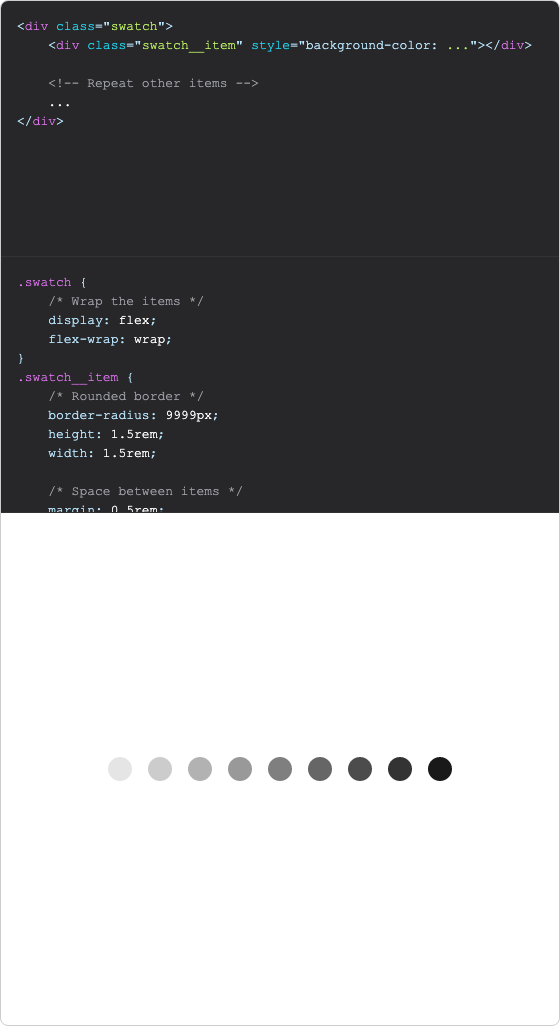 <div class="swatch">
    <div class="swatch__item" style="background-color: ..."></div>

    <!-- Repeat other items -->
    ...
</div>
.swatch {
    /* Wrap the items */
    display: flex;
    flex-wrap: wrap;
}
.swatch__item {
    /* Rounded border */
    border-radius: 9999px;
    height: 1.5rem;
    width: 1.5rem;

    /* Space between items */
    margin: 0.5rem;